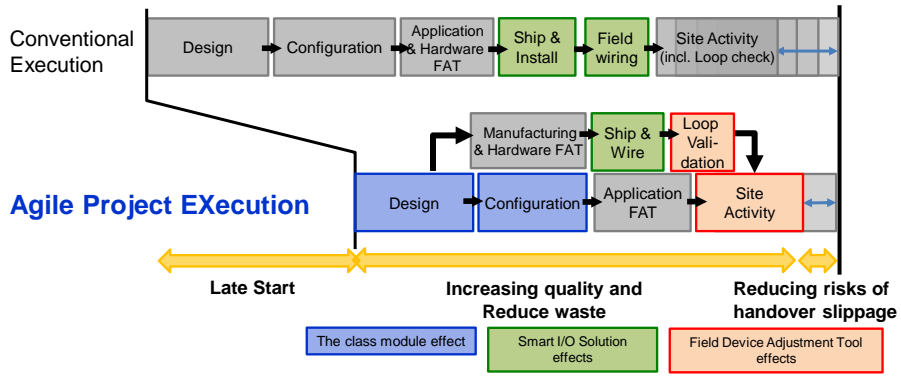 Conventional
Execution
Design
Configuration
Application
& Hardware
FAT
Ship &
Install
Field
wiring
Site Activity
(incl. Loop check)
Manufacturing
& Hardware FAT
Ship &
Wire
Loop
Vali-
dation
Agile Project EXecution
Design
Configuration
Application
FAT
Site
Activity
Late Start
Increasing quality and
Reduce waste
Reducing risks of
handover slippage
The class module effect
Smart I/O Solution
effects
Field Device Adjustment Tool
effects